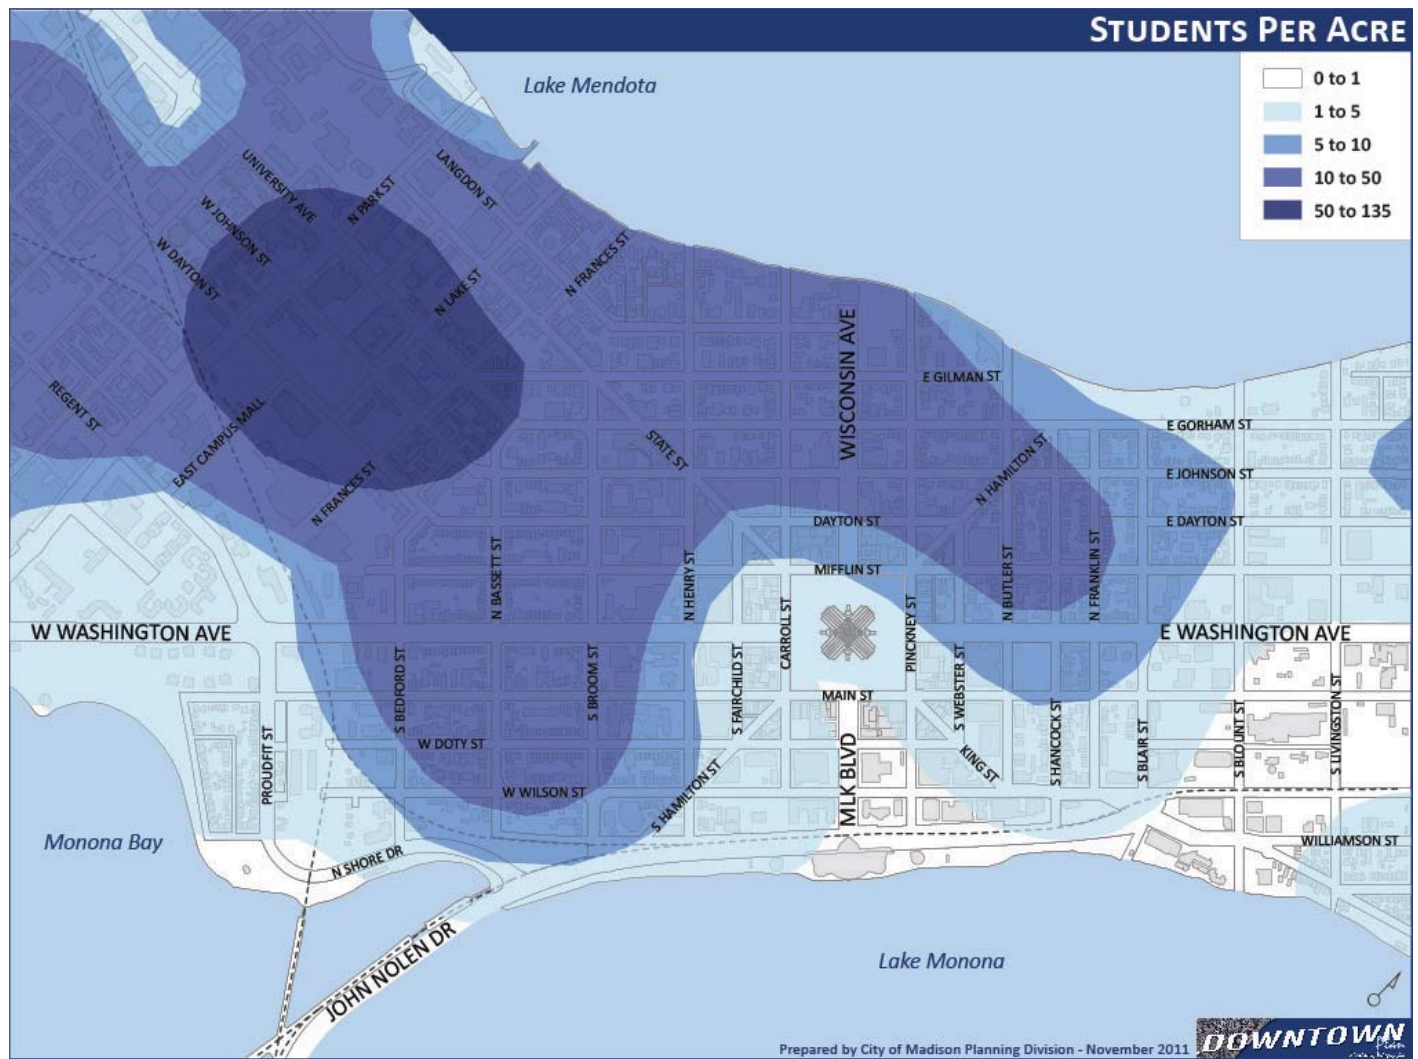 STUDENTS PER ACRE
0 to 1
1 to 5
5 to 10
10 to 50
50 to 135
Lake Mendota
UNIVERSITY AVE
W JOHNSON ST
W DAYTON ST
N PARK ST
LANGDON ST
N LAKE ST
N FRANCES ST
WISCONSIN AVE
E GILMAN ST
REGENT ST
EAST CAMPUS MALL
N FRANCES ST
STATE ST
N HAMILTON ST
E GORHAM ST
E JOHNSON ST
E DAYTON ST
DAYTON ST
MIFFLIN ST
N BASSETT ST
N HENRY ST
CARROLL ST
PINCKNEY ST
N BUTLER ST
N FRANKLIN ST
W WASHINGTON AVE
E WASHINGTON AVE
S BEDFORD ST
S BROOM ST
S FAIRCHILD ST
MAIN ST
S WEBSTER ST
W DOTY ST
PROUDFIT ST
W WILSON ST
S HAMILTON ST
MLK BLVD
KING ST
S HANCOCK ST
S BLAIR ST
S BLOUNT ST
S LIVINGSTON ST
WILLIAMSON ST
Monona Bay
N SHORE DR
JOHN NOLEN DR
Lake Monona
Prepared by City of Madison Planning Division - November 2011
DOWNTOWN
Plan